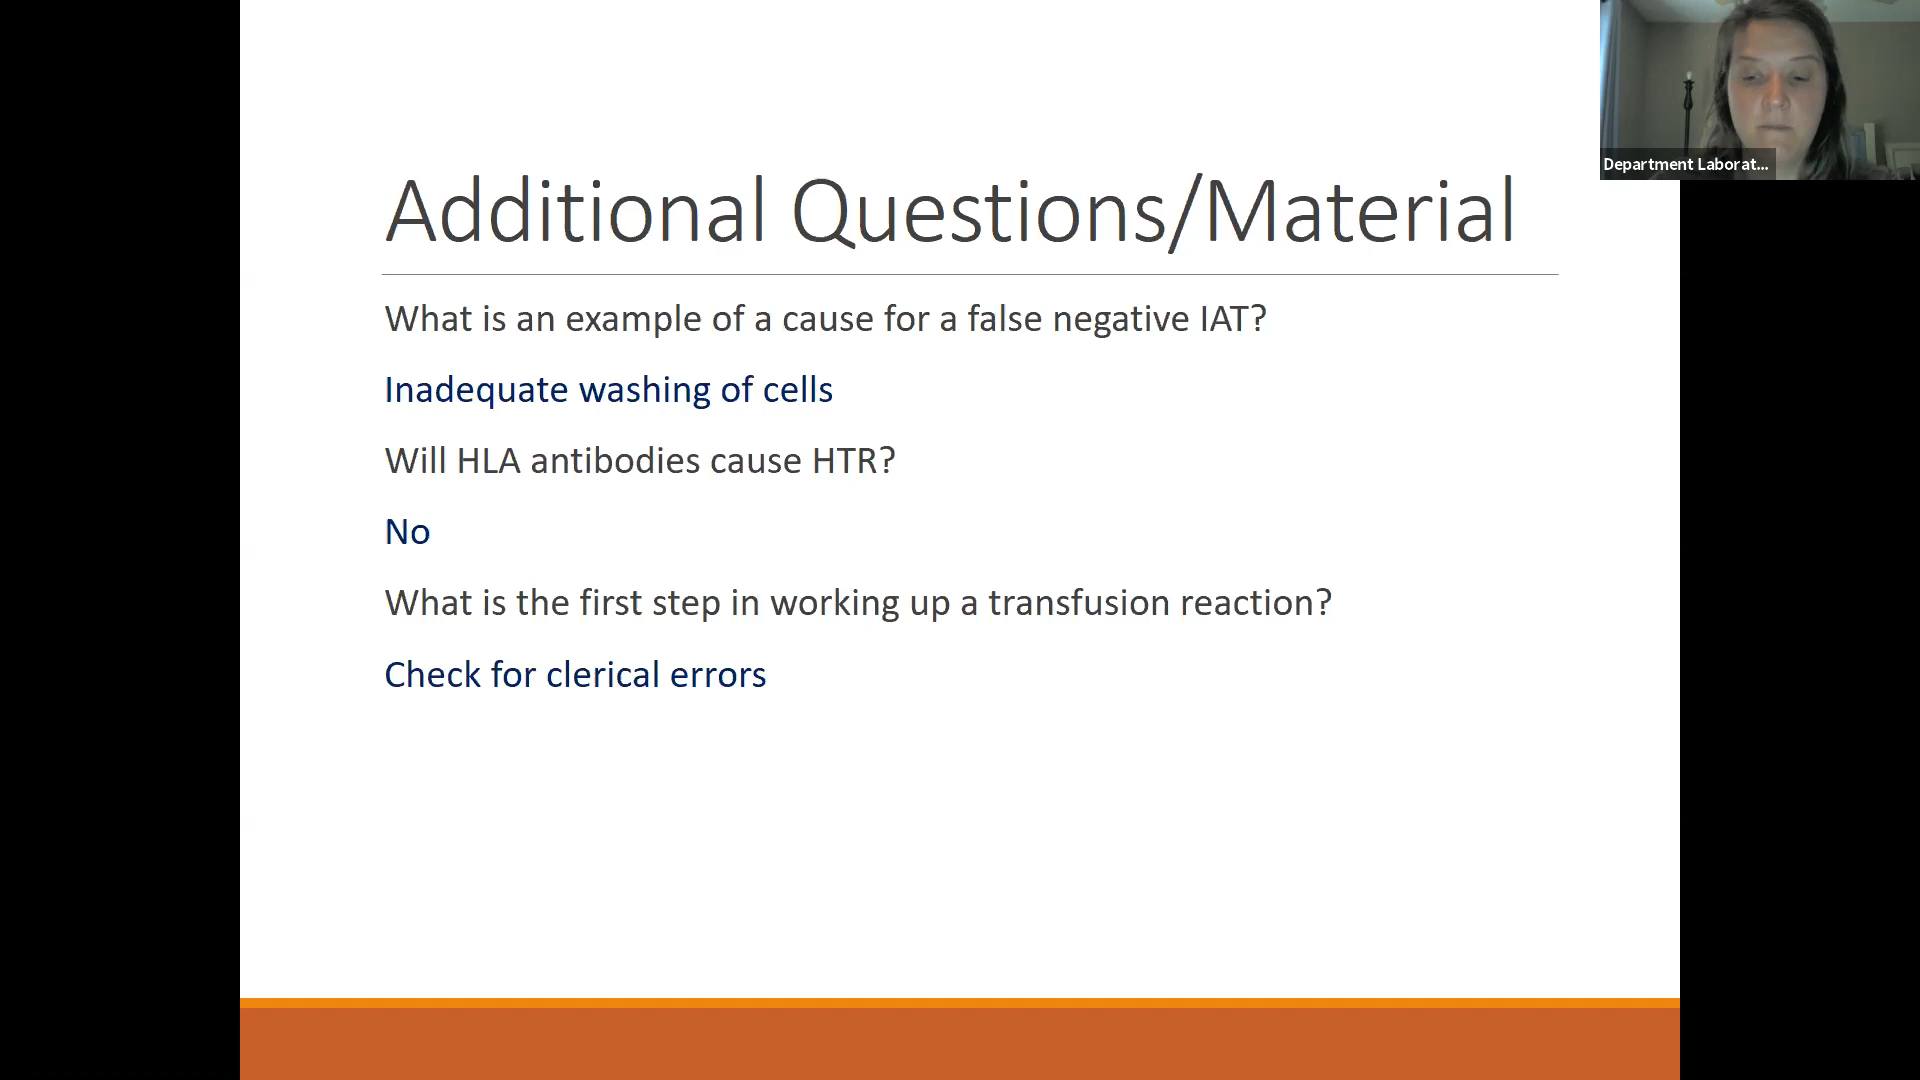 Additional Questions/Material
What is an example of a cause for a false negative IAT?
Inadequate washing of cells
Will HLA antibodies cause HTR?
No
What is the first step in working up a transfusion reaction?
Check for clerical errors
Department Laborat...